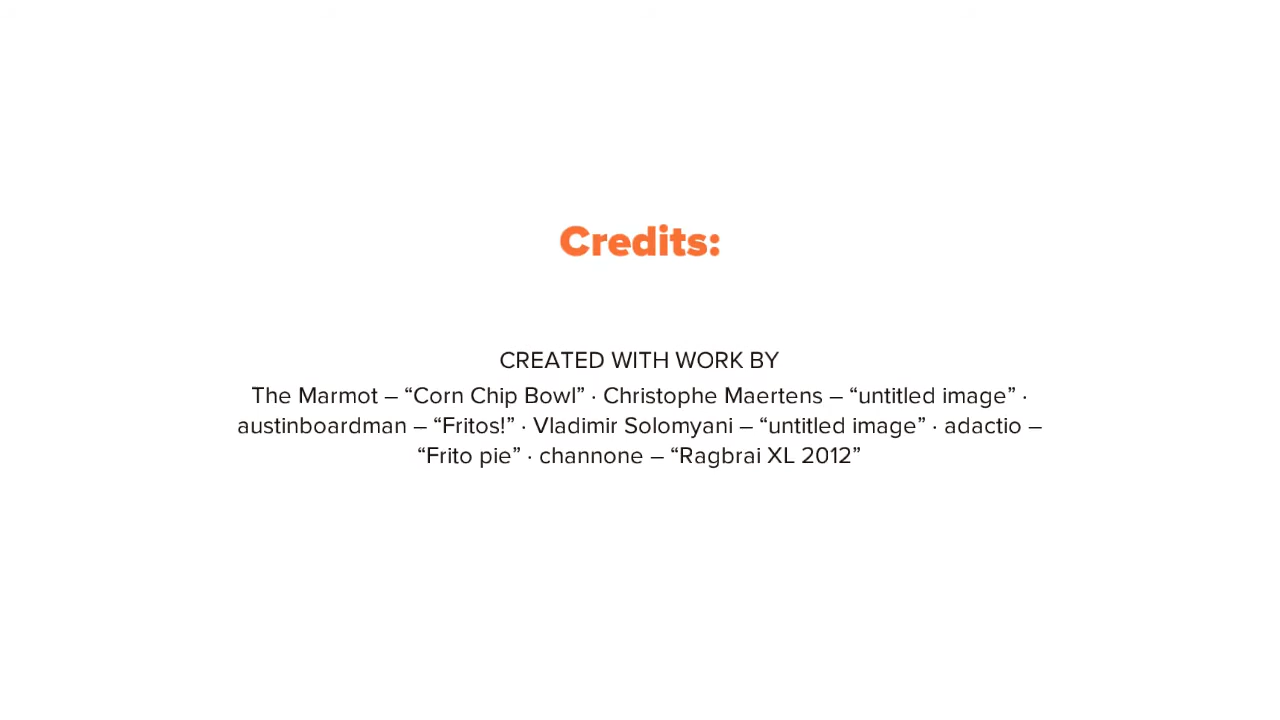 Credits:
CREATED WITH WORK BY
The Marmot – “Corn Chip Bowl” · Christophe Maertens – “untitled image” ·
austinboardman – “Fritos!” · Vladimir Solomyani – “untitled image” · adactio –
“Frito pie” · channone – “Ragbrai XL 2012”